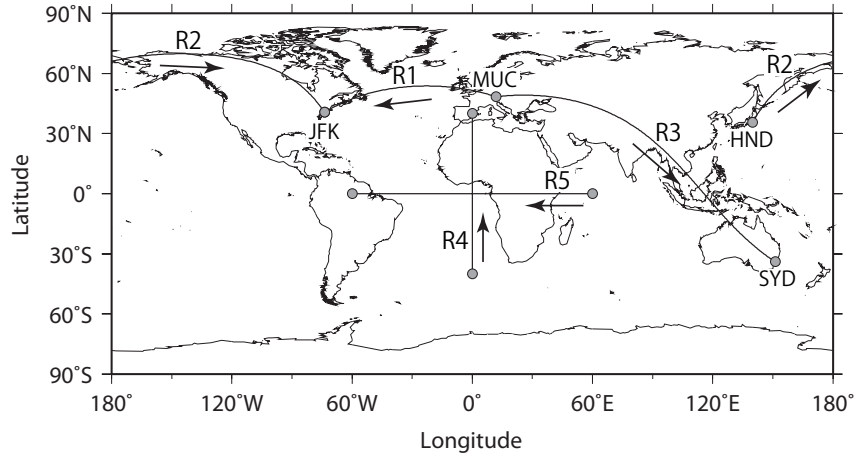 90˚N
60˚N
30˚N
0˚
30˚S
60˚S
90˚S
Latitude
R2
R1
MUC
R2
JFK
R3
HND
R5
R4
SYD
180˚
120˚W
60˚W
0˚
60˚E
120˚E
180˚
Longitude